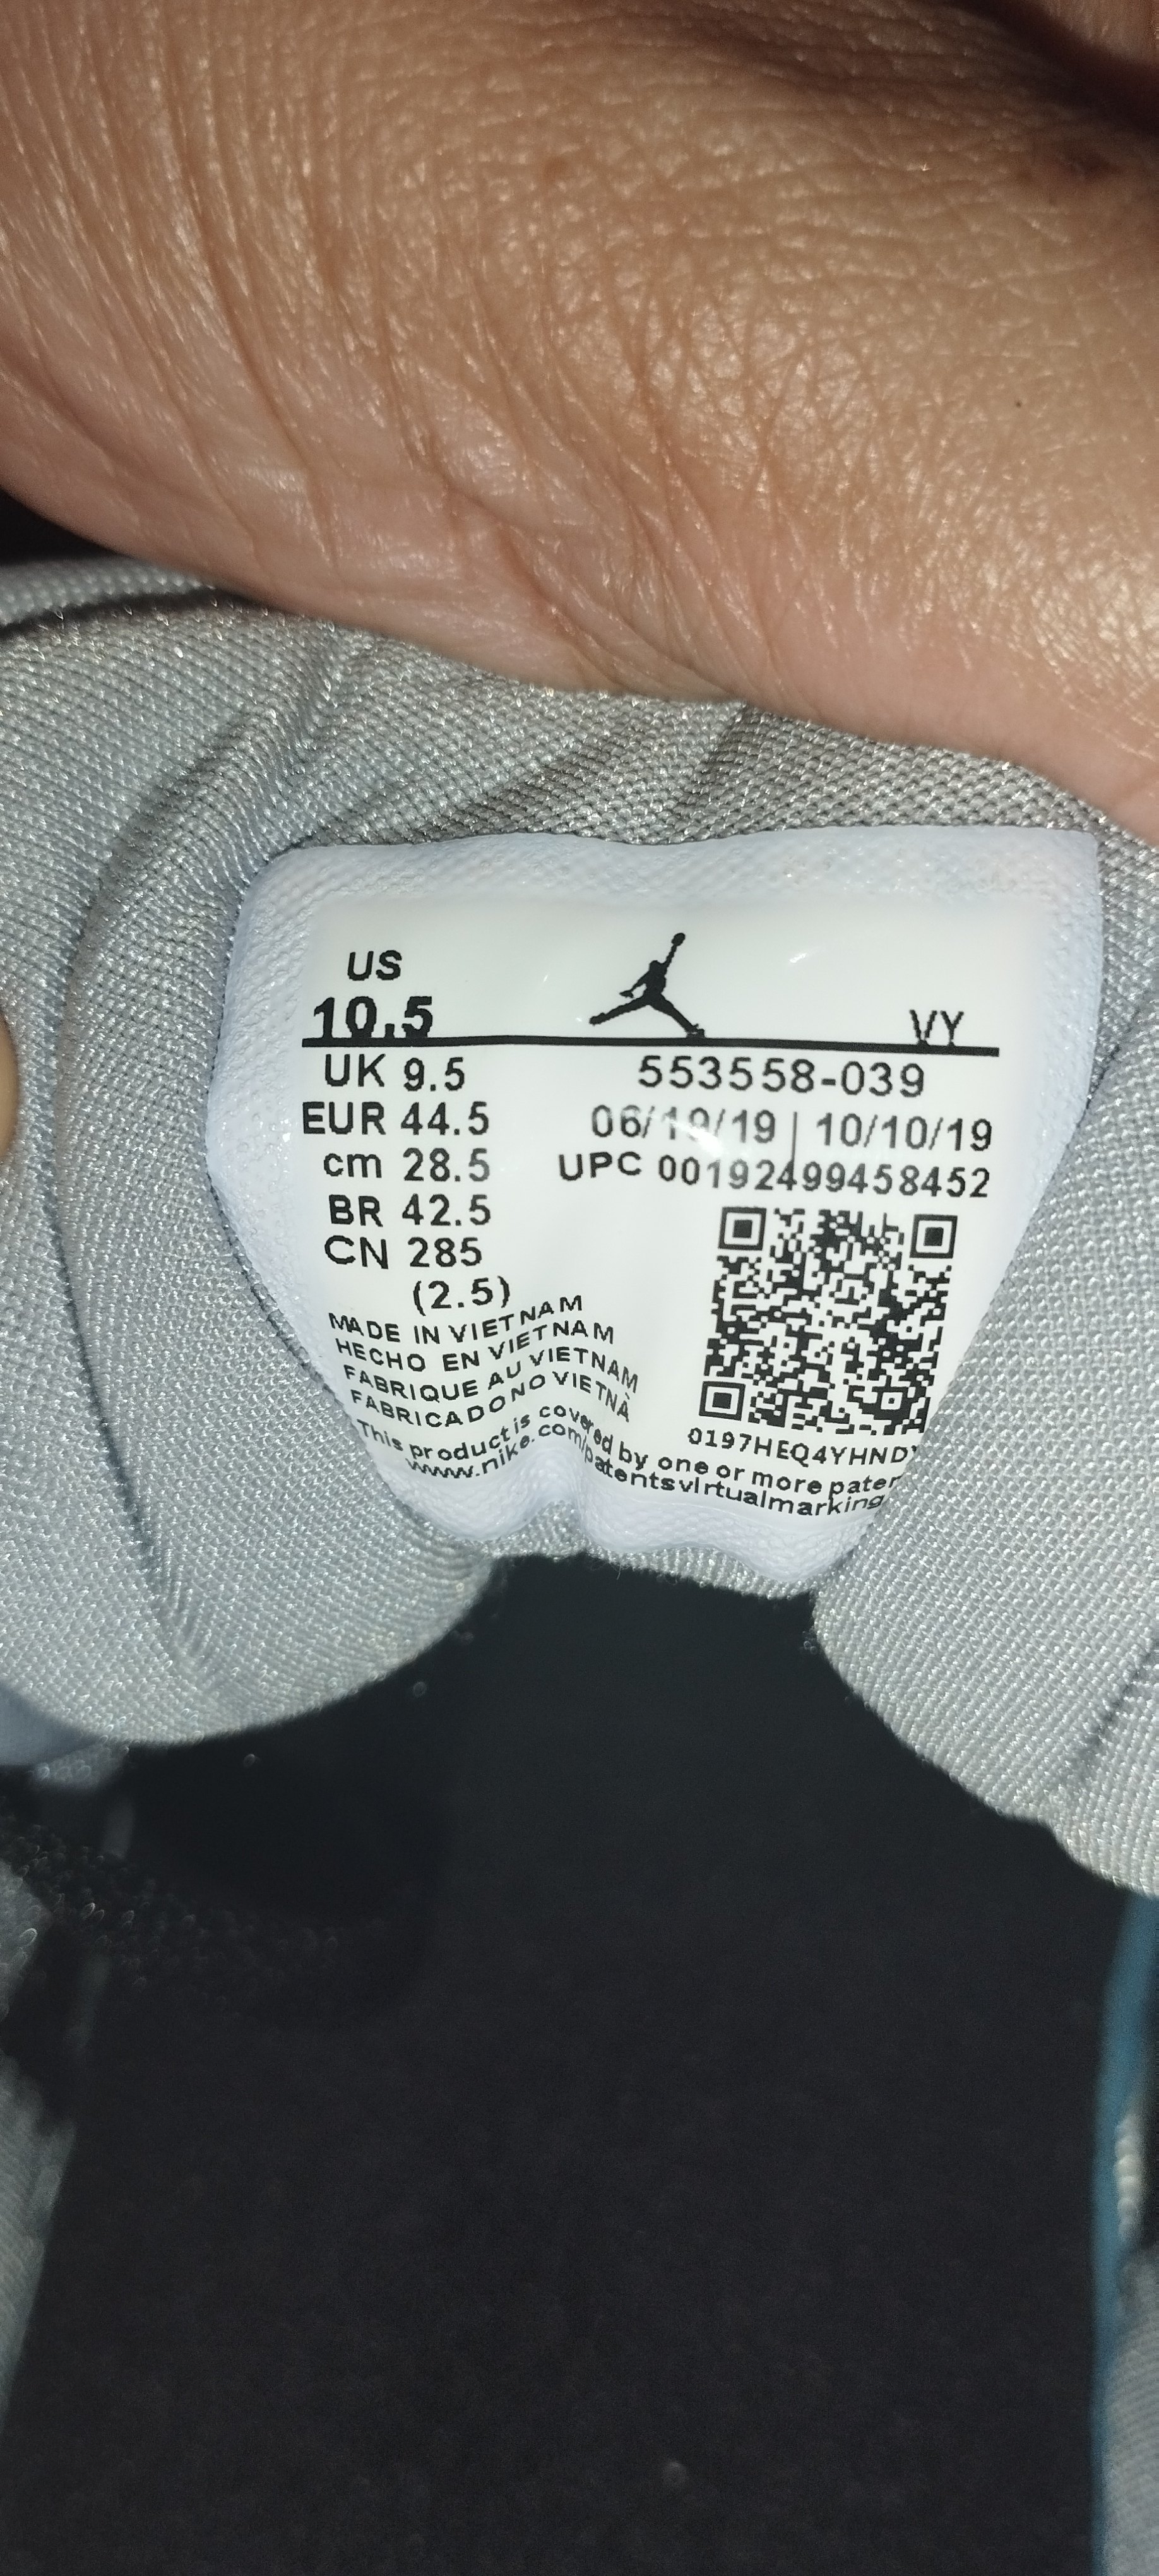 US
10.5
VY
UK 9.5
553558-039
EUR 44.5
06/19/19 | 10/10/19
cm 28.5
UPC 00192499458452
BR 42.5
CN 285
(2.5)
MADE IN VIETNAM
HECHO EN VIETNAM
FABRIQUE AU VIETNAM
FABRICADO NO VIETNÃ
0197HEQ4YHND
This product is covered by one or more
www.nike.com/patentsvirtualmarking